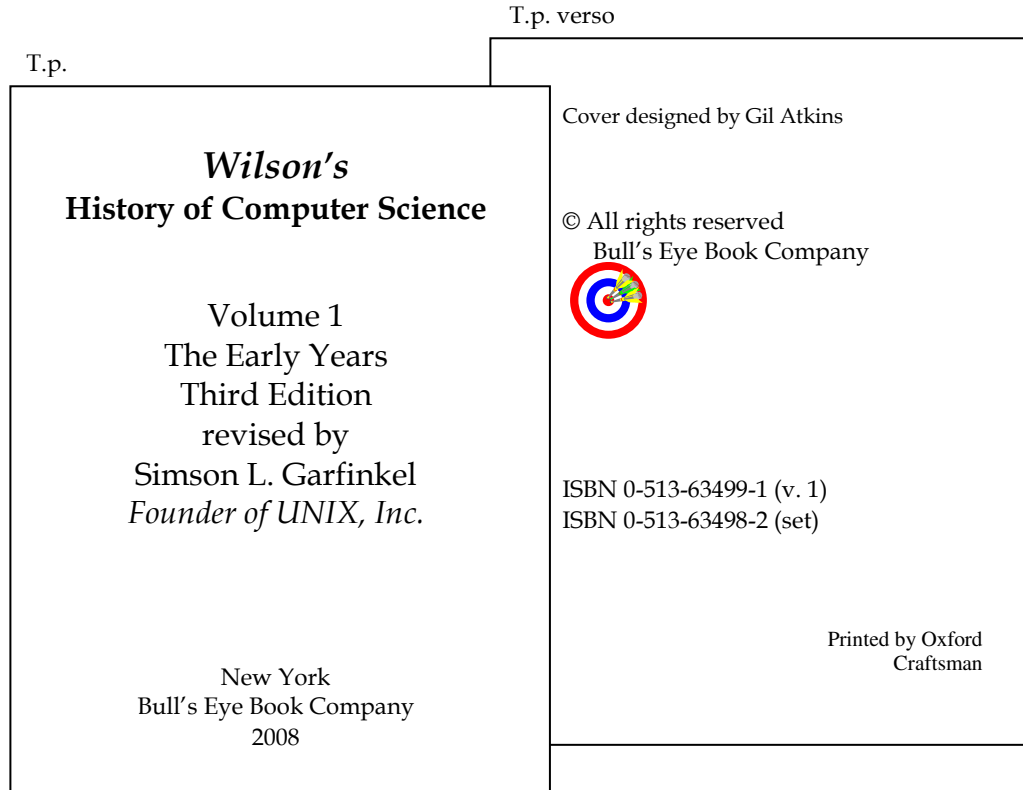 T.p. verso
T.p.
Wilson's
History of Computer Science
Volume 1
The Early Years
Third Edition
revised by
Simson L. Garfinkel
Founder of UNIX, Inc.
New York
Bull's Eye Book Company
2008
Cover designed by Gil Atkins
© All rights reserved
Bull's Eye Book Company
ISBN 0-513-63499-1 (v. 1)
ISBN 0-513-63498-2 (set)
Printed by Oxford
Craftsman